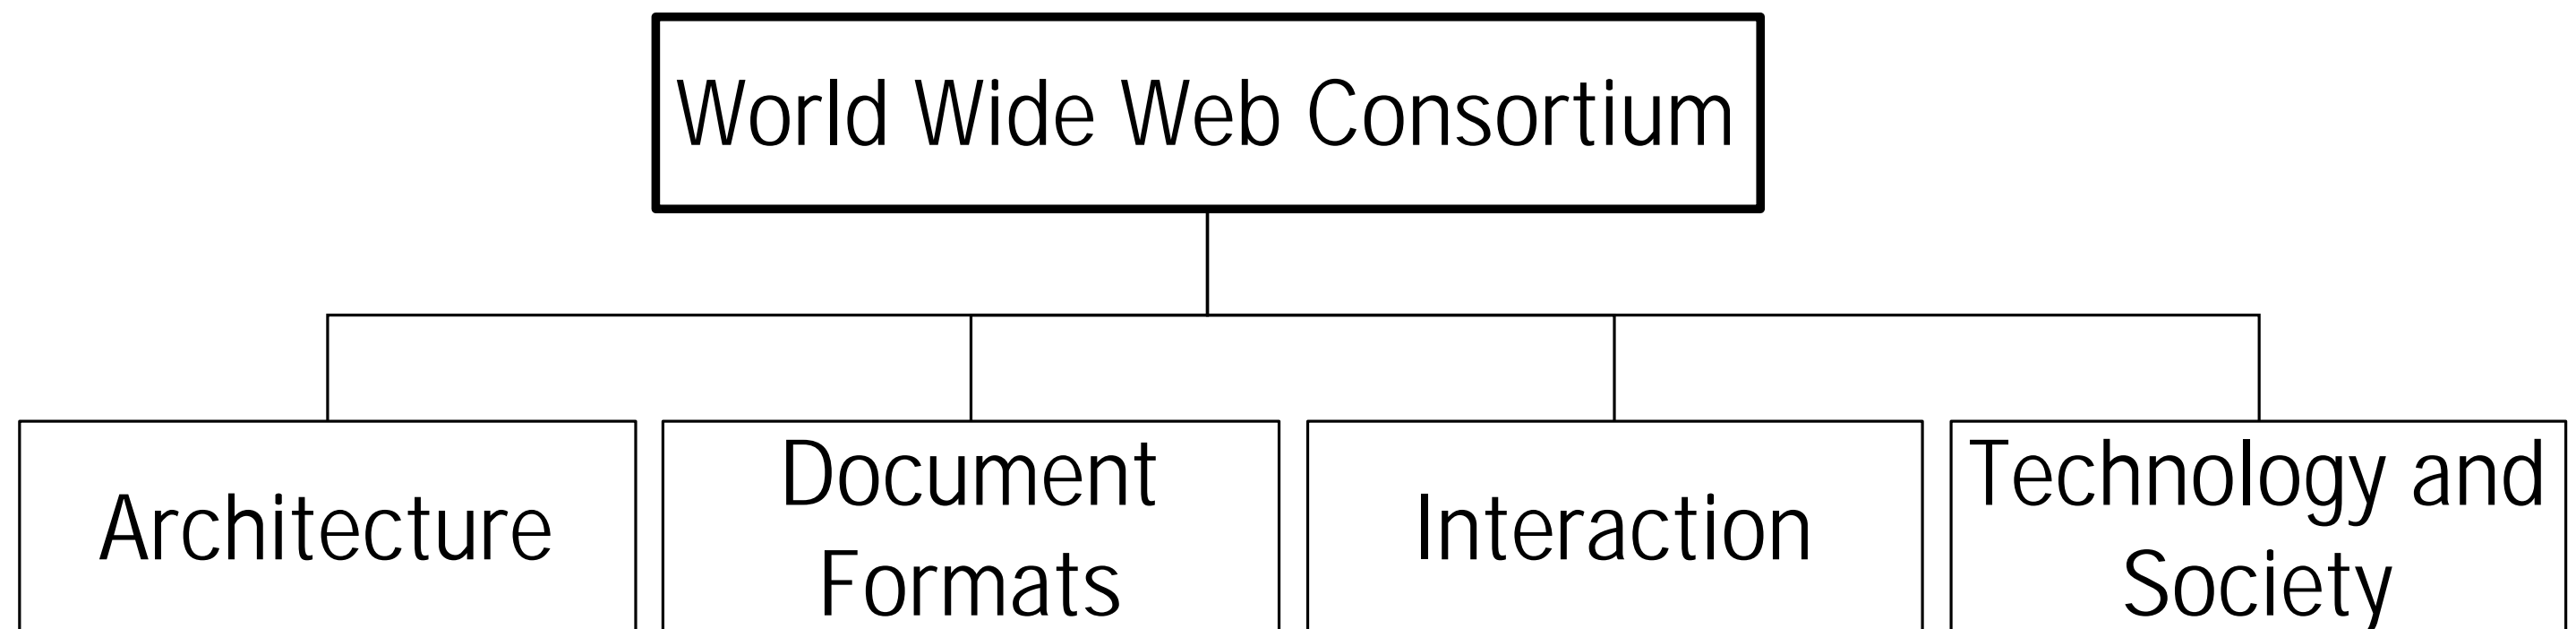 World Wide Web Consortium
Architecture
Document
Formats
Interaction
Technology and
Society